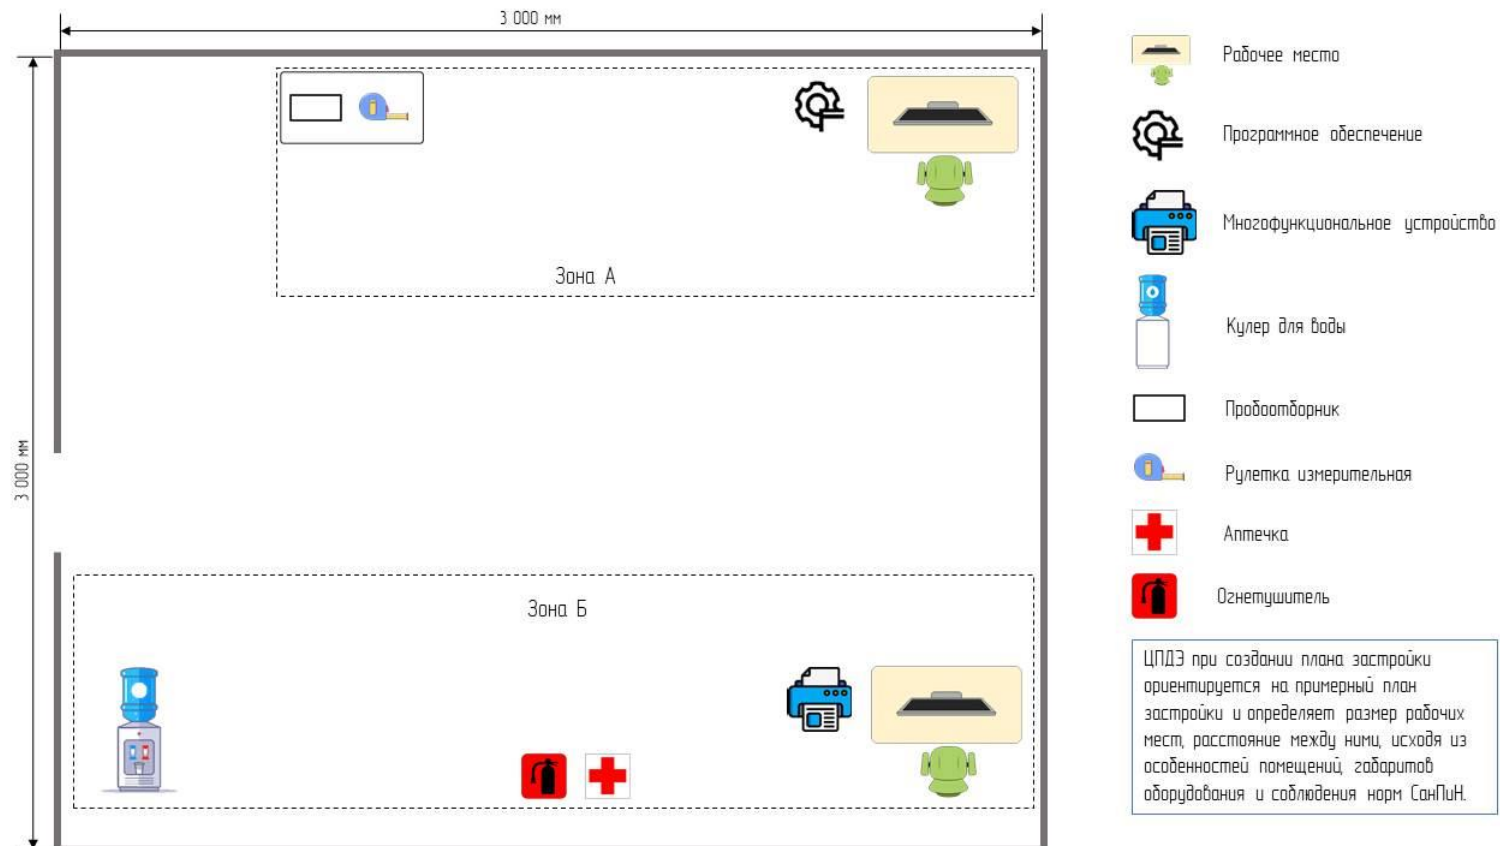 3 000 мм
3 000 мм
Зона А
Зона Б
Рабочее место
Программное обеспечение
Многофункциональное устройство
Кулер для воды
Пробоотборник
Рулетка измерительная
Аптечка
Огнетушитель
ЦПДЭ при создании плана застройки
ориентируется на примерный план
застройки и определяет размер рабочих
мест, расстояние между ними, исходя из
особенностей помещений, габаритов
оборудования и соблюдения норм СанПиН.